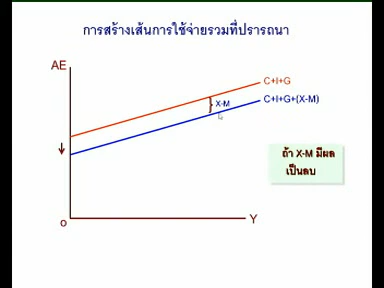 การสร้างเส้นการใช้จ่ายรวมที่ปรารถนา
AE
C+I+G
C+I+G+(X-M)
X-M
ถ้า X-M มีผล
เป็นลบ
o
Y